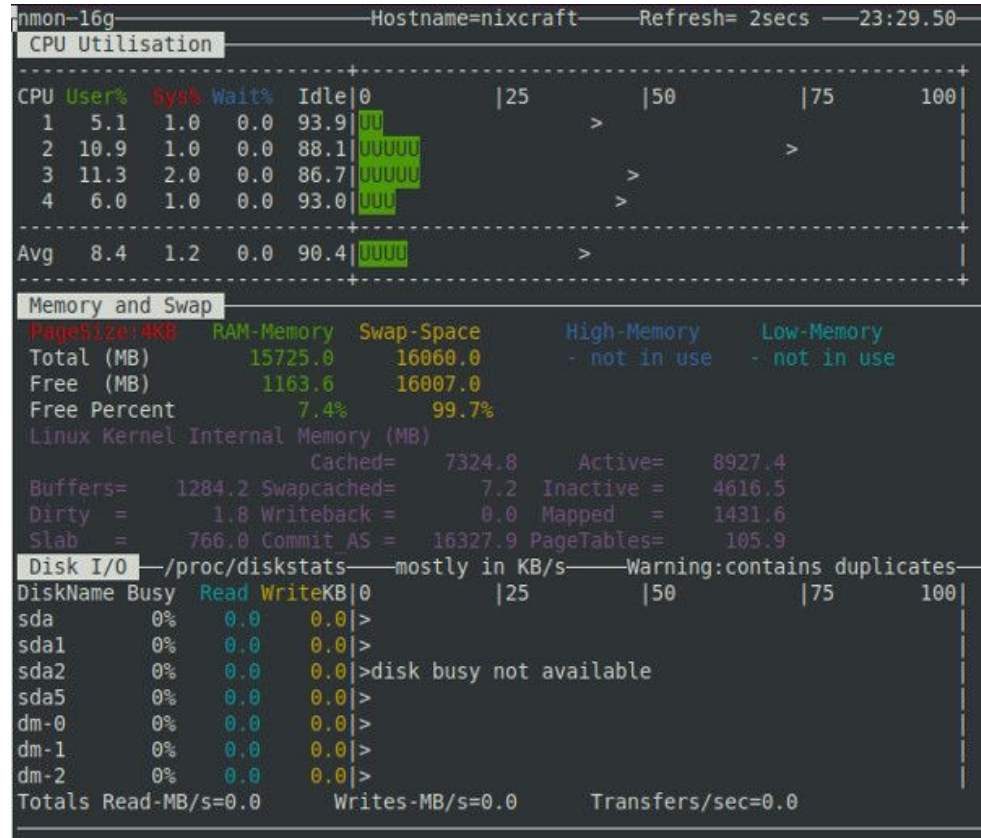 nmon-16g Hostname=nixcraft Refresh= 2secs 23:29.50
CPU Utilisation
CPU User% Sys% Wait% Idle|0 |25 |50 |75 100|
1 5.1 1.0 0.0 93.9|UU >
2 10.9 1.0 0.0 88.1|UUUUU >
3 11.3 2.0 0.0 86.7|UUUUU >
4 6.0 1.0 0.0 93.0|UUU >
Avg 8.4 1.2 0.0 90.4|UUUU >
Memory and Swap
PageSize:4KB RAM-Memory Swap-Space High-Memory Low-Memory
Total (MB) 15725.0 16060.0 - not in use - not in use
Free (MB) 1163.6 16007.0
Free Percent 7.4% 99.7%
Linux Kernel Internal Memory (MB)
Cached= 7324.8 Active= 8927.4
Buffers= 1284.2 Swapcached= 7.2 Inactive = 4616.5
Dirty = 1.8 Writeback = 0.0 Mapped = 1431.6
Slab = 766.0 Commit_AS = 16327.9 PageTables= 105.9
Disk I/O /proc/diskstats mostly in KB/s Warning:contains duplicates
DiskName Busy Read WriteKB|0 |25 |50 |75 100|
sda 0% 0.0 0.0|>
sda1 0% 0.0 0.0|>
sda2 0% 0.0 0.0|>disk busy not available
sda5 0% 0.0 0.0|>
dm-0 0% 0.0 0.0|>
dm-1 0% 0.0 0.0|>
dm-2 0% 0.0 0.0|>
Totals Read-MB/s=0.0 Writes-MB/s=0.0 Transfers/sec=0.0